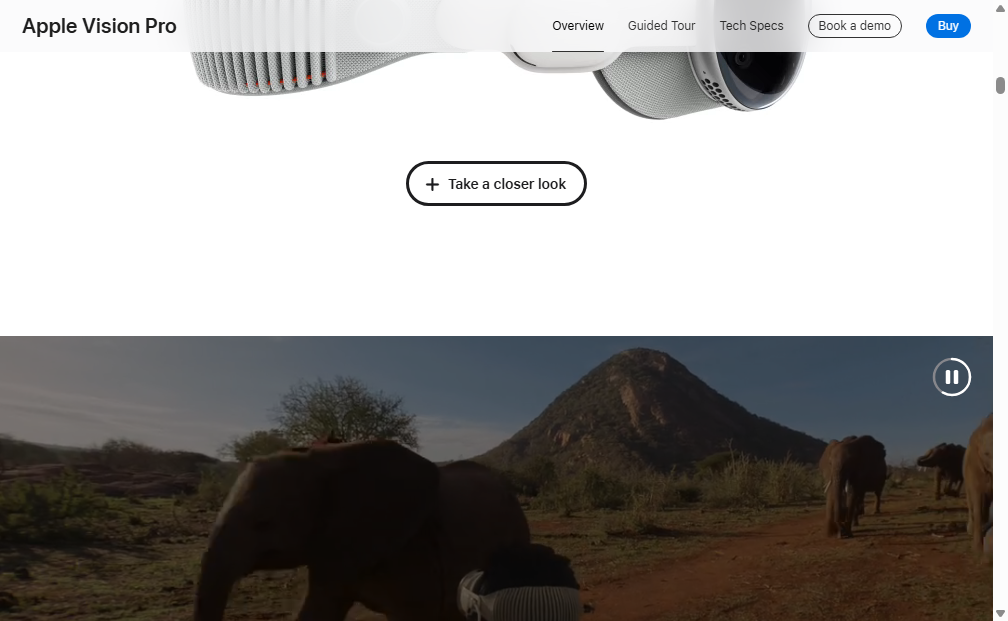 Apple Vision Pro
Overview
Guided Tour
Tech Specs
Book a demo
Buy
Take a closer look